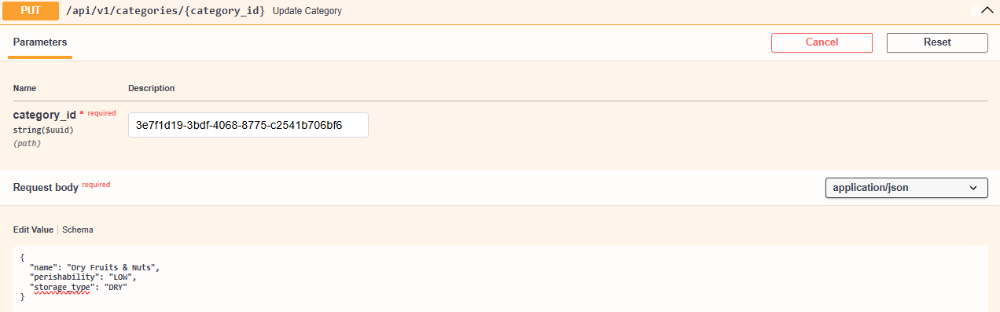 PUT /api/v1/categories/{category_id} Update Category
Parameters
Cancel
Reset
Name Description
category_id * required
string($uuid)
(path)
3e7f1d19-3bdf-4068-8775-c2541b706bf6
Request body required
application/json
Edit Value | Schema
{
  "name": "Dry Fruits & Nuts",
  "perishability": "LOW",
  "storage_type": "DRY"
}